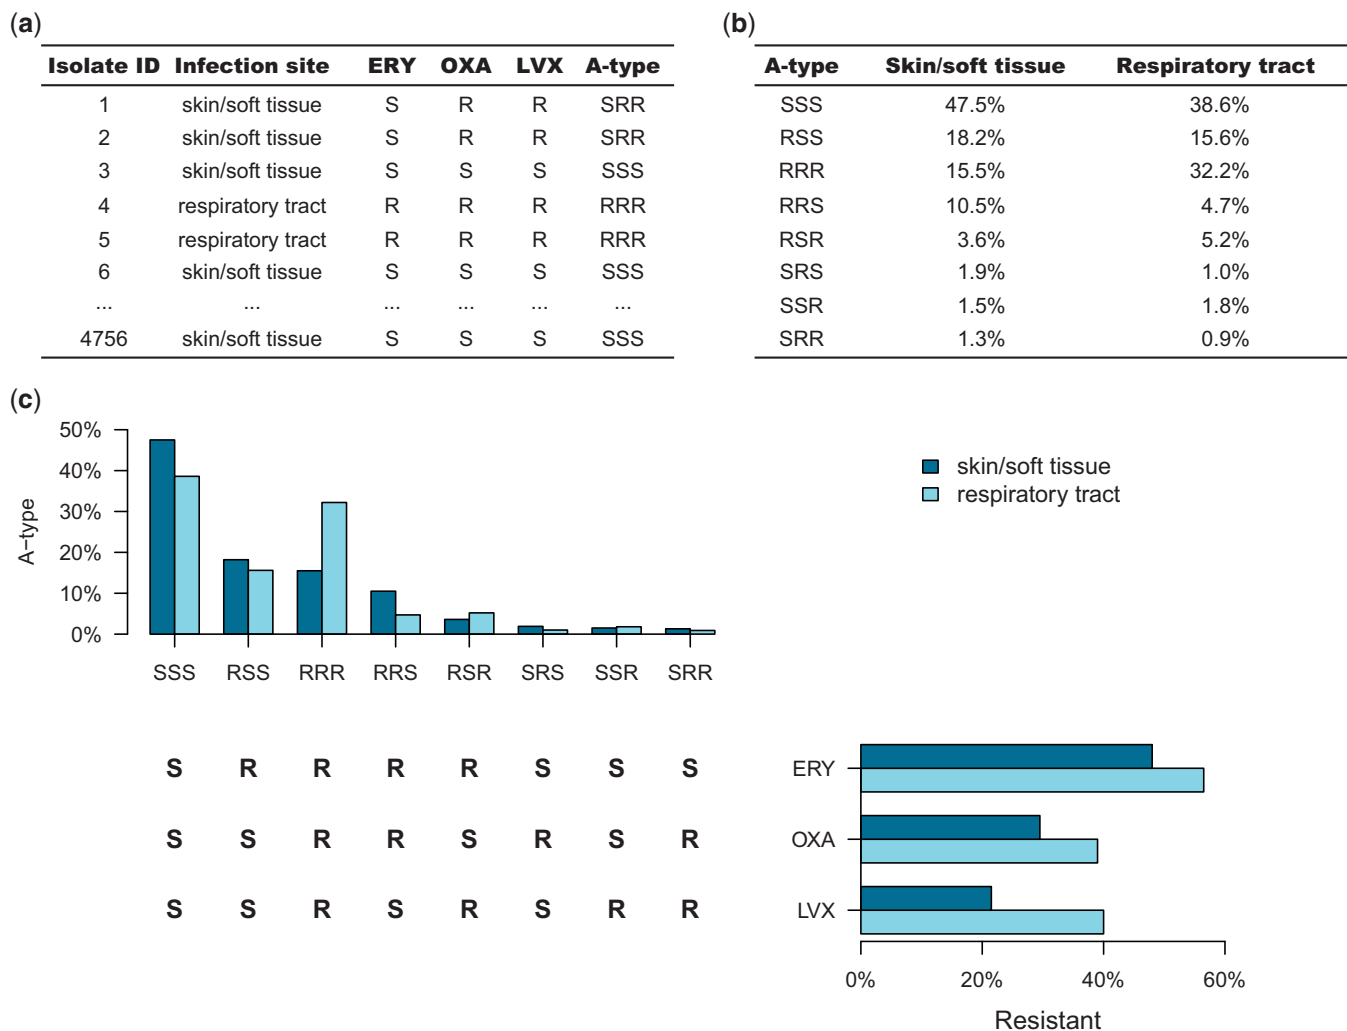 (a)
Isolate ID Infection site ERY OXA LVX A-type
1 skin/soft tissue S R R SRR
2 skin/soft tissue S R R SRR
3 skin/soft tissue S S S SSS
4 respiratory tract R R R RRR
5 respiratory tract R R R RRR
6 skin/soft tissue S S S SSS
... ... ... ... ... ...
4756 skin/soft tissue S S S SSS
(b)
A-type Skin/soft tissue Respiratory tract
SSS 47.5% 38.6%
RSS 18.2% 15.6%
RRR 15.5% 32.2%
RRS 10.5% 4.7%
RSR 3.6% 5.2%
SRS 1.9% 1.0%
SSR 1.5% 1.8%
SRR 1.3% 0.9%
(c)
A-type
50%
40%
30%
20%
10%
0%
SSS RSS RRR RRS RSR SRS SSR SRR
skin/soft tissue
respiratory tract
S R R R R S S S
S S R R S R S R
S S R S R S R R
ERY
OXA
LVX
0% 20% 40% 60%
Resistant